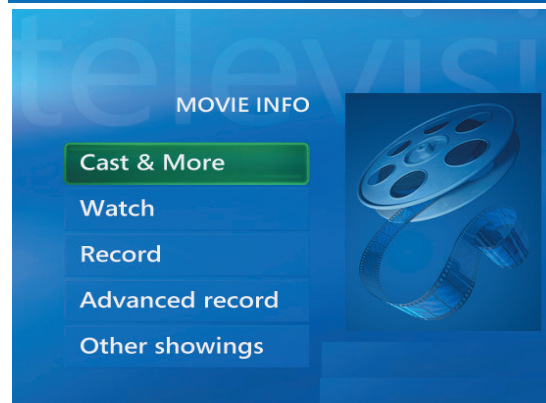 televisi
MOVIE INFO
Cast & More
Watch
Record
Advanced record
Other showings